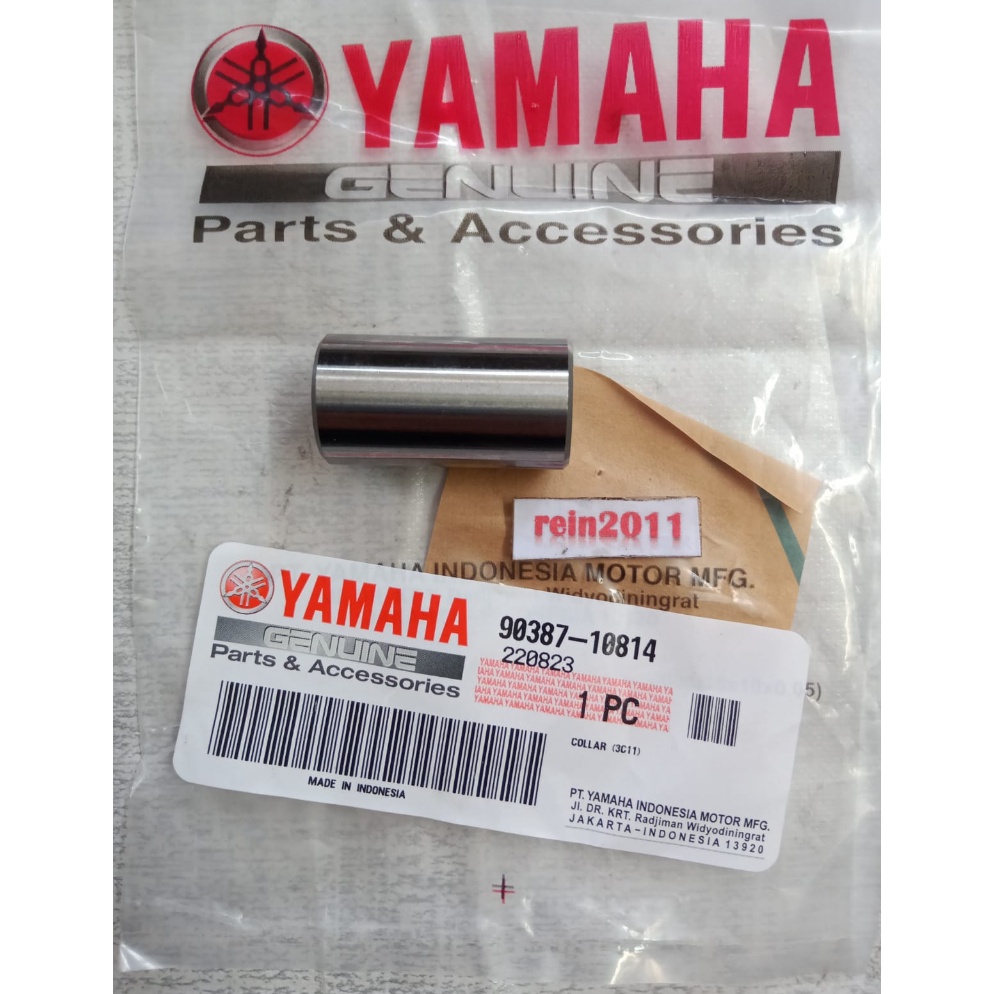 YAMAHA
GENUINE
Parts & Accessories
rein2011
YAMAHA INDONESIA MOTOR MFG.
Widyodiningrat
YAMAHA
GENUINE
Parts & Accessories
90387-10814
220823
1 PC
COLLAR (3C11)
MADE IN INDONESIA
PT. YAMAHA INDONESIA MOTOR MFG.
Jl. DR. KRT. Radjiman Widyodiningrat
JAKARTA-INDONESIA 13920